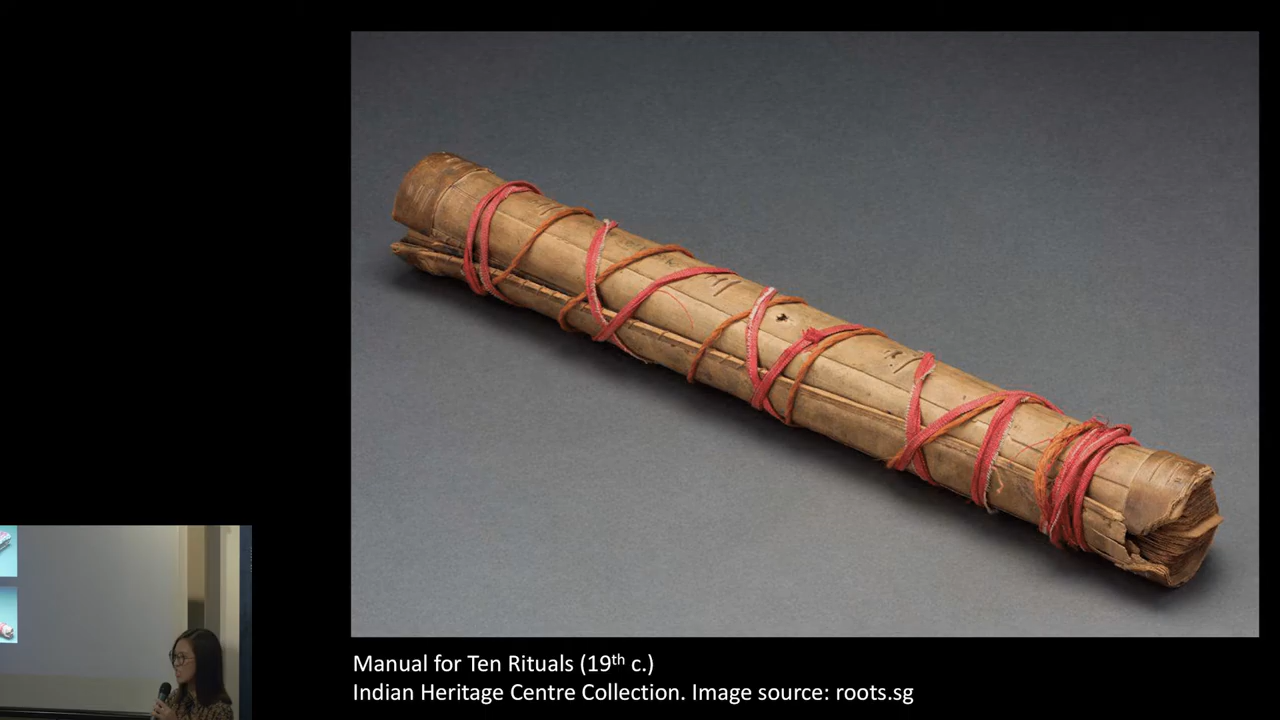 Manual for Ten Rituals (19th c.)
Indian Heritage Centre Collection. Image source: roots.sg